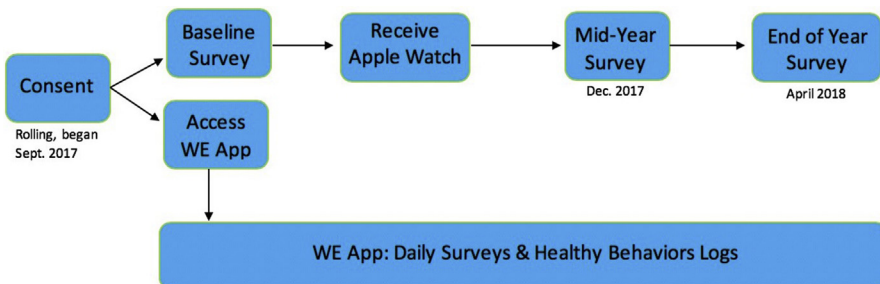 Consent
Rolling, began
Sept. 2017
Baseline
Survey
Receive
Apple Watch
Mid-Year
Survey
Dec. 2017
End of Year
Survey
April 2018
Access
WE App
WE App: Daily Surveys & Healthy Behaviors Logs